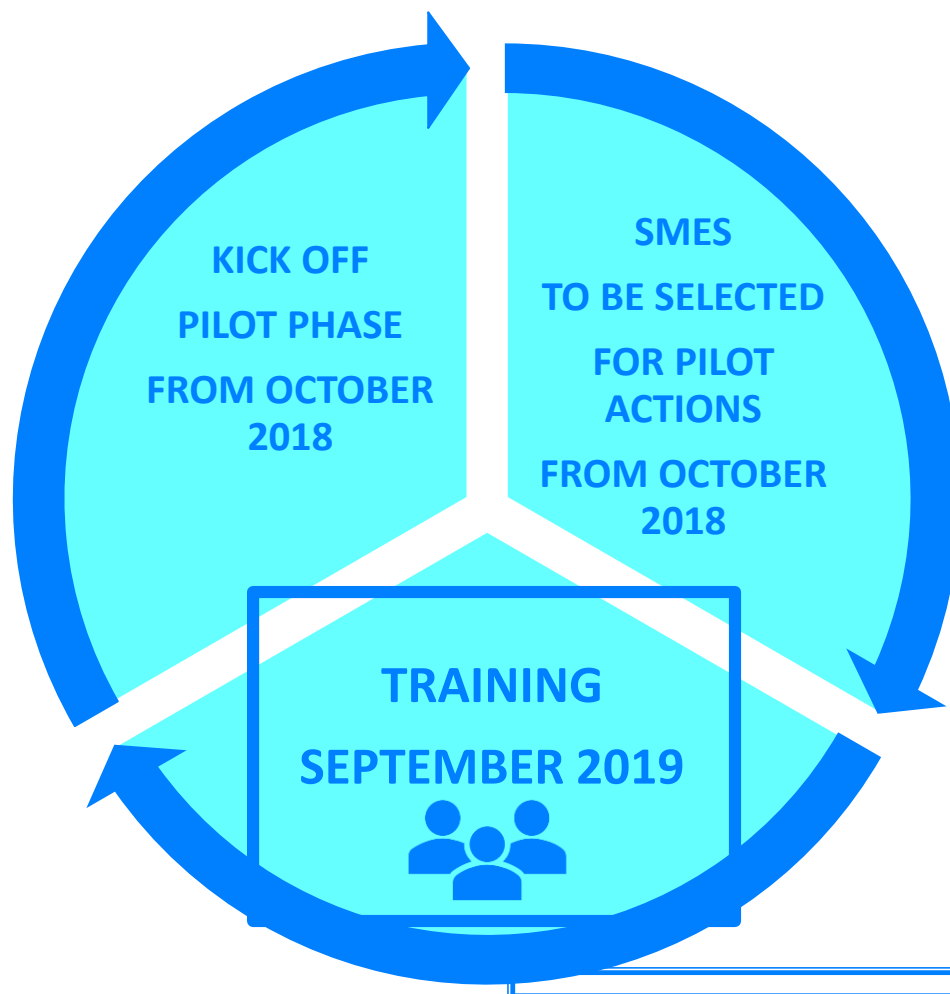 KICK OFF
PILOT PHASE
FROM OCTOBER
2018
SMES
TO BE SELECTED
FOR PILOT
ACTIONS
FROM OCTOBER
2018
TRAINING
SEPTEMBER 2019